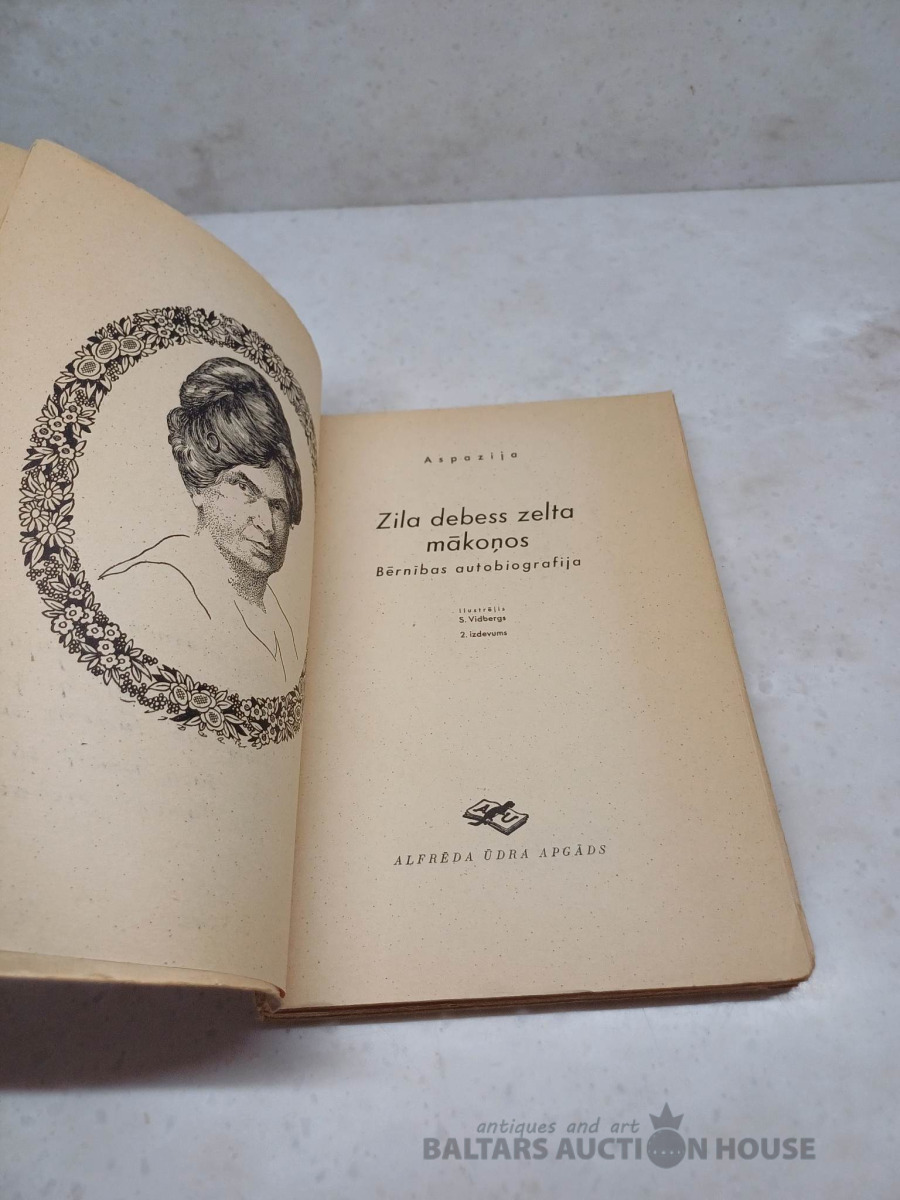 Aspazija
Zila debess zelta
mākoņos
Bērnības autobiografija
ilustrējis
S. Vidbergs
2. izdevums
A U
ALFRĒDA ŪDRA APGĀDS
antiques and art
BALTARS AUCTION HOUSE